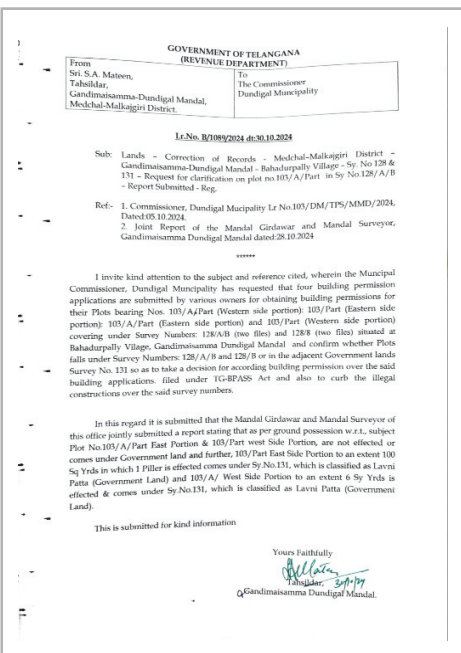 GOVERNMENT OF TELANGANA
(REVENUE DEPARTMENT)
From
Sri. S.A. Mateen,
Tahsildar,
Gandimaisamma-Dundigal Mandal,
Medchal-Malkajgiri District.
To
The Commissioner
Dundigal Muncipality
Lr.No. B/1089/2024 dt:30.10.2024
Sub: Lands – Correction of Records - Medchal–Malkajgiri District –
Gandimaisamma-Dundigal Mandal – Bahadurpally Village - Sy. No 128 &
131 – Request for clarification on plot no.103/A/Part in Sy No.128/A/B
– Report Submitted - Reg.
Ref:- 1. Commissioner, Dundigal Mucipality Lr No.103/DM/TPS/MMD/2024,
Dated:05.10.2024.
2. Joint Report of the Mandal Girdawar and Mandal Surveyor,
Gandimaisamma Dundigal Mandal dated:28.10.2024
******
I invite kind attention to the subject and reference cited, wherein the Muncipal
Commissioner, Dundigal Muncipality has requested that four building permission
applications are submitted by various owners for obtaining building permissions for
their Plots bearing Nos. 103/A/Part (Western side portion): 103/Part (Eastern side
portion): 103/A/Part (Eastern side portion) and 103/Part (Western side portion)
covering under Survey Numbers: 128/A/B (two files) and 128/8 (two files) situated at
Bahadurpally Vilage, Gandimaisamma Dundigal Mandal and confirm whether Plots
falls under Survey Numbers: 128/A/B and 128/B or in the adjacent Government lands
Survey No. 131 so as to take a decision for according building permission over the said
building applications. filed under TG-BPASS Act and also to curb the illegal
constructions over the said survey numbers.
In this regard it is submitted that the Mandal Girdawar and Mandal Surveyor of
this office jointly submitted a report stating that as per ground possession w.r.t., subject
Plot No.103/A/Part East Portion & 103/Part west Side Portion, are not effected or
comes under Government land and further, 103/Part East Side Portion to an extent 100
Sq Yrds in which 1 Piller is effected comes under Sy.No.131, which is classified as Lavni
Patta (Government Land) and 103/A/ West Side Portion to an extent 6 Sy Yrds is
effected & comes under Sy.No.131, which is classified as Lavni Patta (Government
Land).
This is submitted for kind information
Yours Faithfully
Tahsildar, 30/10/24
Gandimaisamma Dundigal Mandal.